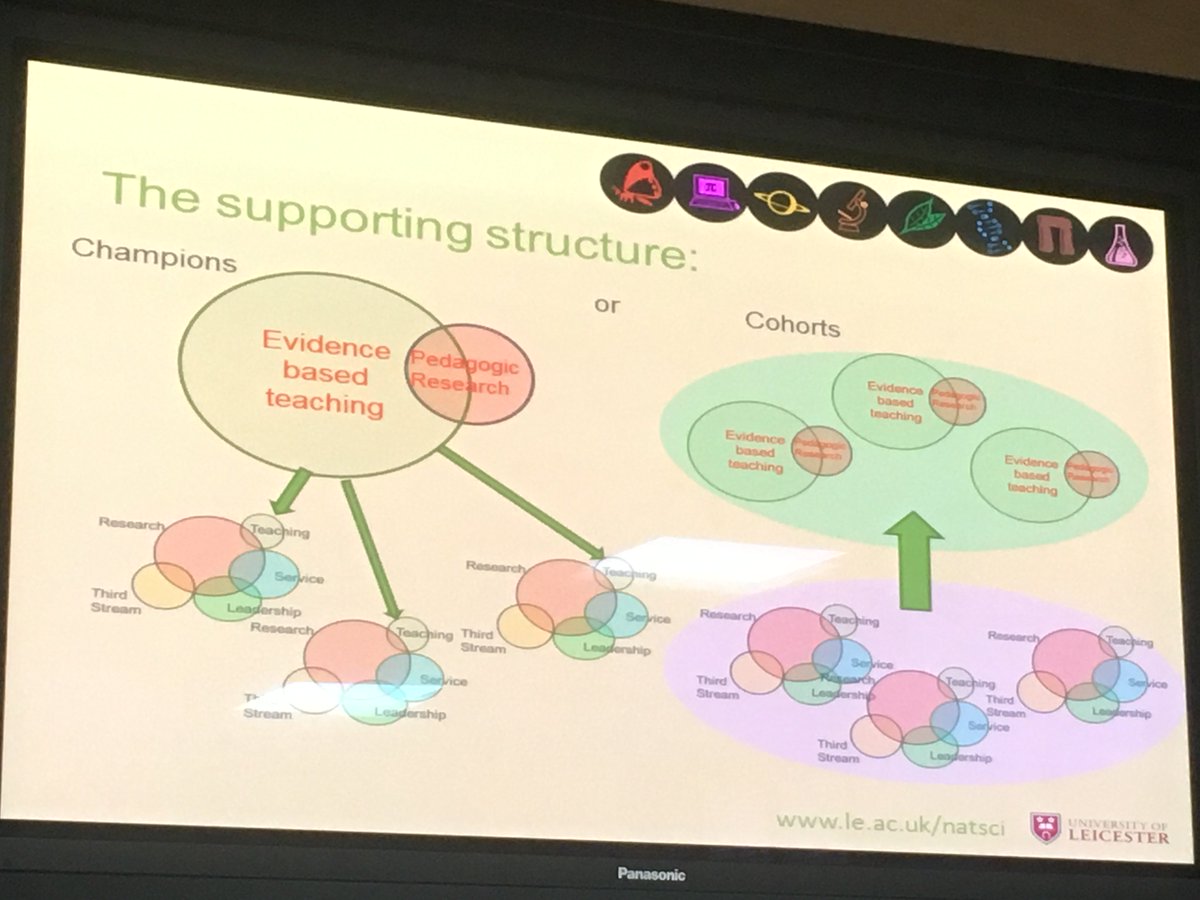 The supporting structure:
π
Champions
or
Cohorts
Evidence
based
teaching
Pedagogic
Research
Research
Teaching
Service
Third
Stream
Leadership
Research
Teaching
Service
Stream
Leadership
Research
Teaching
Service
Third
Stream
Leadership
Evidence
based
teaching
Pedagogic
Research
Evidence
based
teaching
Pedagogic
Research
Evidence
based
teaching
Pedagogic
Research
Research
Teaching
Service
Third
Stream
Leadership
Research
Teaching
Service
Third
Stream
Leadership
Research
Teaching
Service
Third
Stream
Leadership
www.le.ac.uk/natsci
UNIVERSITY OF
LEICESTER
Panasonic